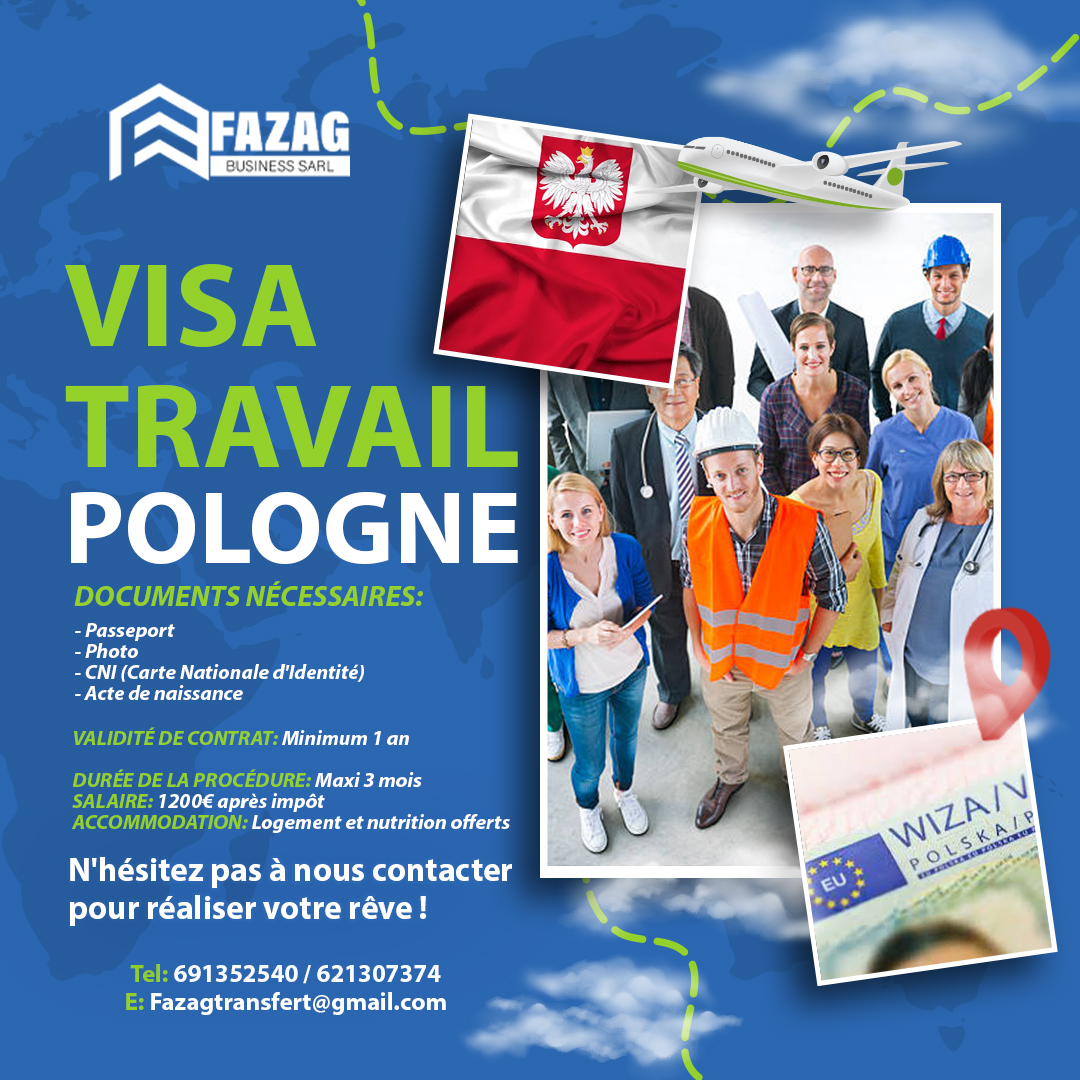 FAZAG
BUSINESS SARL
VISA
TRAVAIL
POLOGNE
DOCUMENTS NÉCESSAIRES:
- Passeport
- Photo
- CNI (Carte Nationale d'Identité)
- Acte de naissance
VALIDITÉ DE CONTRAT: Minimum 1 an
DURÉE DE LA PROCÉDURE: Maxi 3 mois
SALAIRE: 1200€ après impôt
ACCOMMODATION: Logement et nutrition offerts
N'hésitez pas à nous contacter
pour réaliser votre rêve !
Tel: 691352540 / 621307374
E: Fazagtransfert@gmail.com
WIZA/V
POLSKA/P
EU